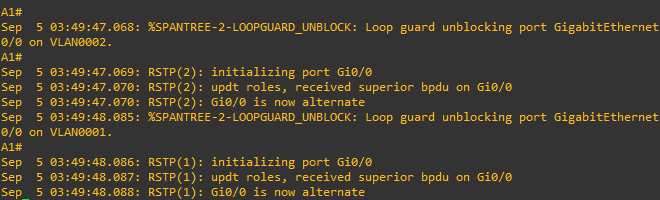 A1#
Sep  5 03:49:47.068: %SPANTREE-2-LOOPGUARD_UNBLOCK: Loop guard unblocking port GigabitEthernet
0/0 on VLAN0002.
A1#
Sep  5 03:49:47.069: RSTP(2): initializing port Gi0/0
Sep  5 03:49:47.070: RSTP(2): updt roles, received superior bpdu on Gi0/0
Sep  5 03:49:47.070: RSTP(2): Gi0/0 is now alternate
Sep  5 03:49:48.085: %SPANTREE-2-LOOPGUARD_UNBLOCK: Loop guard unblocking port GigabitEthernet
0/0 on VLAN0001.
A1#
Sep  5 03:49:48.086: RSTP(1): initializing port Gi0/0
Sep  5 03:49:48.087: RSTP(1): updt roles, received superior bpdu on Gi0/0
Sep  5 03:49:48.088: RSTP(1): Gi0/0 is now alternate